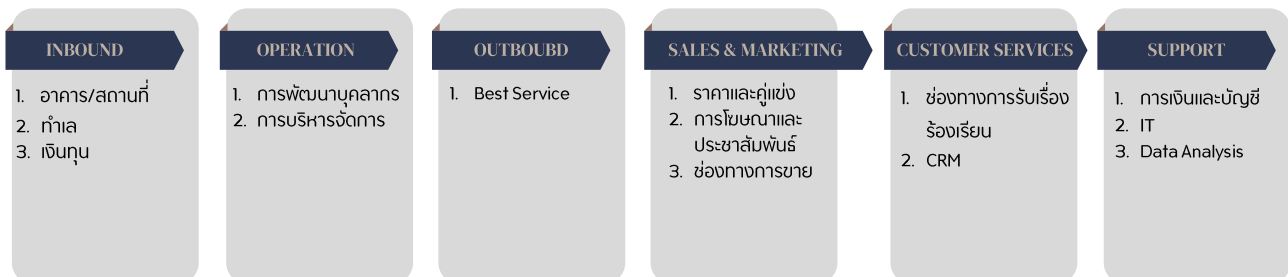 INBOUND
1. อาคาร/สถานที่
2. ทำเล
3. เงินทุน
OPERATION
1. การพัฒนาบุคลากร
2. การบริหารจัดการ
OUTBOUBD
1. Best Service
SALES & MARKETING
1. ราคาและคู่แข่ง
2. การโฆษณาและ
ประชาสัมพันธ์
3. ช่องทางการขาย
CUSTOMER SERVICES
1. ช่องทางการรับเรื่อง
ร้องเรียน
2. CRM
SUPPORT
1. การเงินและบัญชี
2. IT
3. Data Analysis